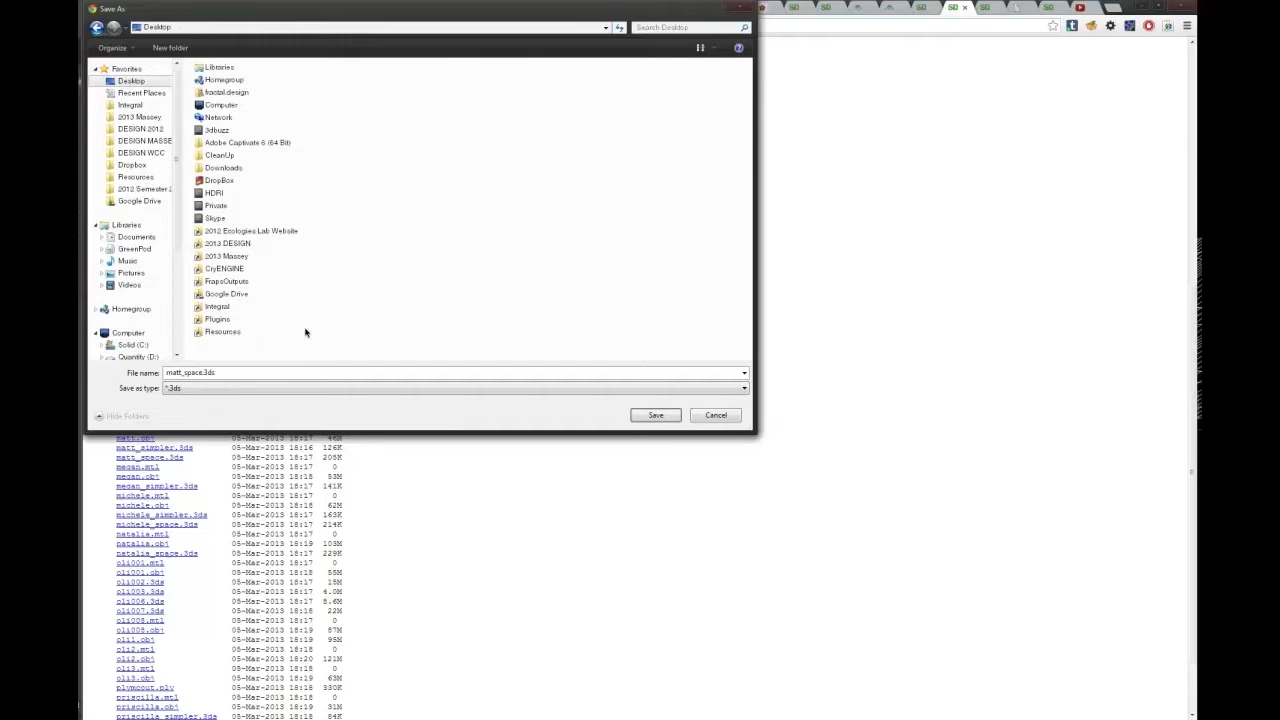 Save As
Desktop
Search Desktop
Organize
New folder
Favorites
Desktop
Recent Places
Integral
2013 Massey
DESIGN 2012
DESIGN MASSE
DESIGN WCC
Dropbox
Resources
2012 Semester 2
Google Drive
Libraries
Documents
GreenPod
Music
Pictures
Videos
Homegroup
Computer
Solid (C:)
Quantity (D:)
Libraries
Homegroup
fractal.design
Computer
Network
3dbuzz
Adobe Captivate 6 (64 Bit)
CleanUp
Downloads
DropBox
HDRI
Private
Skype
2012 Ecologies Lab Website
2013 DESIGN
2013 Massey
CryENGINE
FrapsOutputs
Google Drive
Integral
Plugins
Resources
File name: matt_space.3ds
Save as type: *.3ds
Hide Folders
Save
Cancel
matt.obj 05-Mar-2013 18:17 46M
matt_simpler.3ds 05-Mar-2013 18:16 126K
matt_space.3ds 05-Mar-2013 18:17 208K
megan.mtl 05-Mar-2013 18:17 0
megan.obj 05-Mar-2013 18:18 53M
megan_simpler.3ds 05-Mar-2013 18:17 141K
michele.mtl 05-Mar-2013 18:17 0
michele.obj 05-Mar-2013 18:18 62M
michele_simpler.3ds 05-Mar-2013 18:17 163K
michele_space.3ds 05-Mar-2013 18:17 214K
natalia.mtl 05-Mar-2013 18:17 0
natalia.obj 05-Mar-2013 18:19 103M
natalia_space.3ds 05-Mar-2013 18:17 229K
oli001.mtl 05-Mar-2013 18:17 0
oli001.obj 05-Mar-2013 18:18 55M
oli002.3ds 05-Mar-2013 18:17 15M
05-Mar-2013 18:17 4.0M
oli006.3ds 05-Mar-2013 18:17 8.6M
oli007.3ds 05-Mar-2013 18:18 22M
oli008.mtl 05-Mar-2013 18:17 0
oli008.obj 05-Mar-2013 18:19 87M
oli1.obj 05-Mar-2013 18:19 95M
oli2.mtl 05-Mar-2013 18:18 0
oli2.obj 05-Mar-2013 18:20 121M
oli3.mtl 05-Mar-2013 18:18 0
oli3.obj 05-Mar-2013 18:19 63M
plymcout.ply 05-Mar-2013 18:18 330K
priscilla.mtl 05-Mar-2013 18:18 0
priscilla.obj 05-Mar-2013 18:19 31M
priscilla_simpler.3ds 05-Mar-2013 18:18 84K